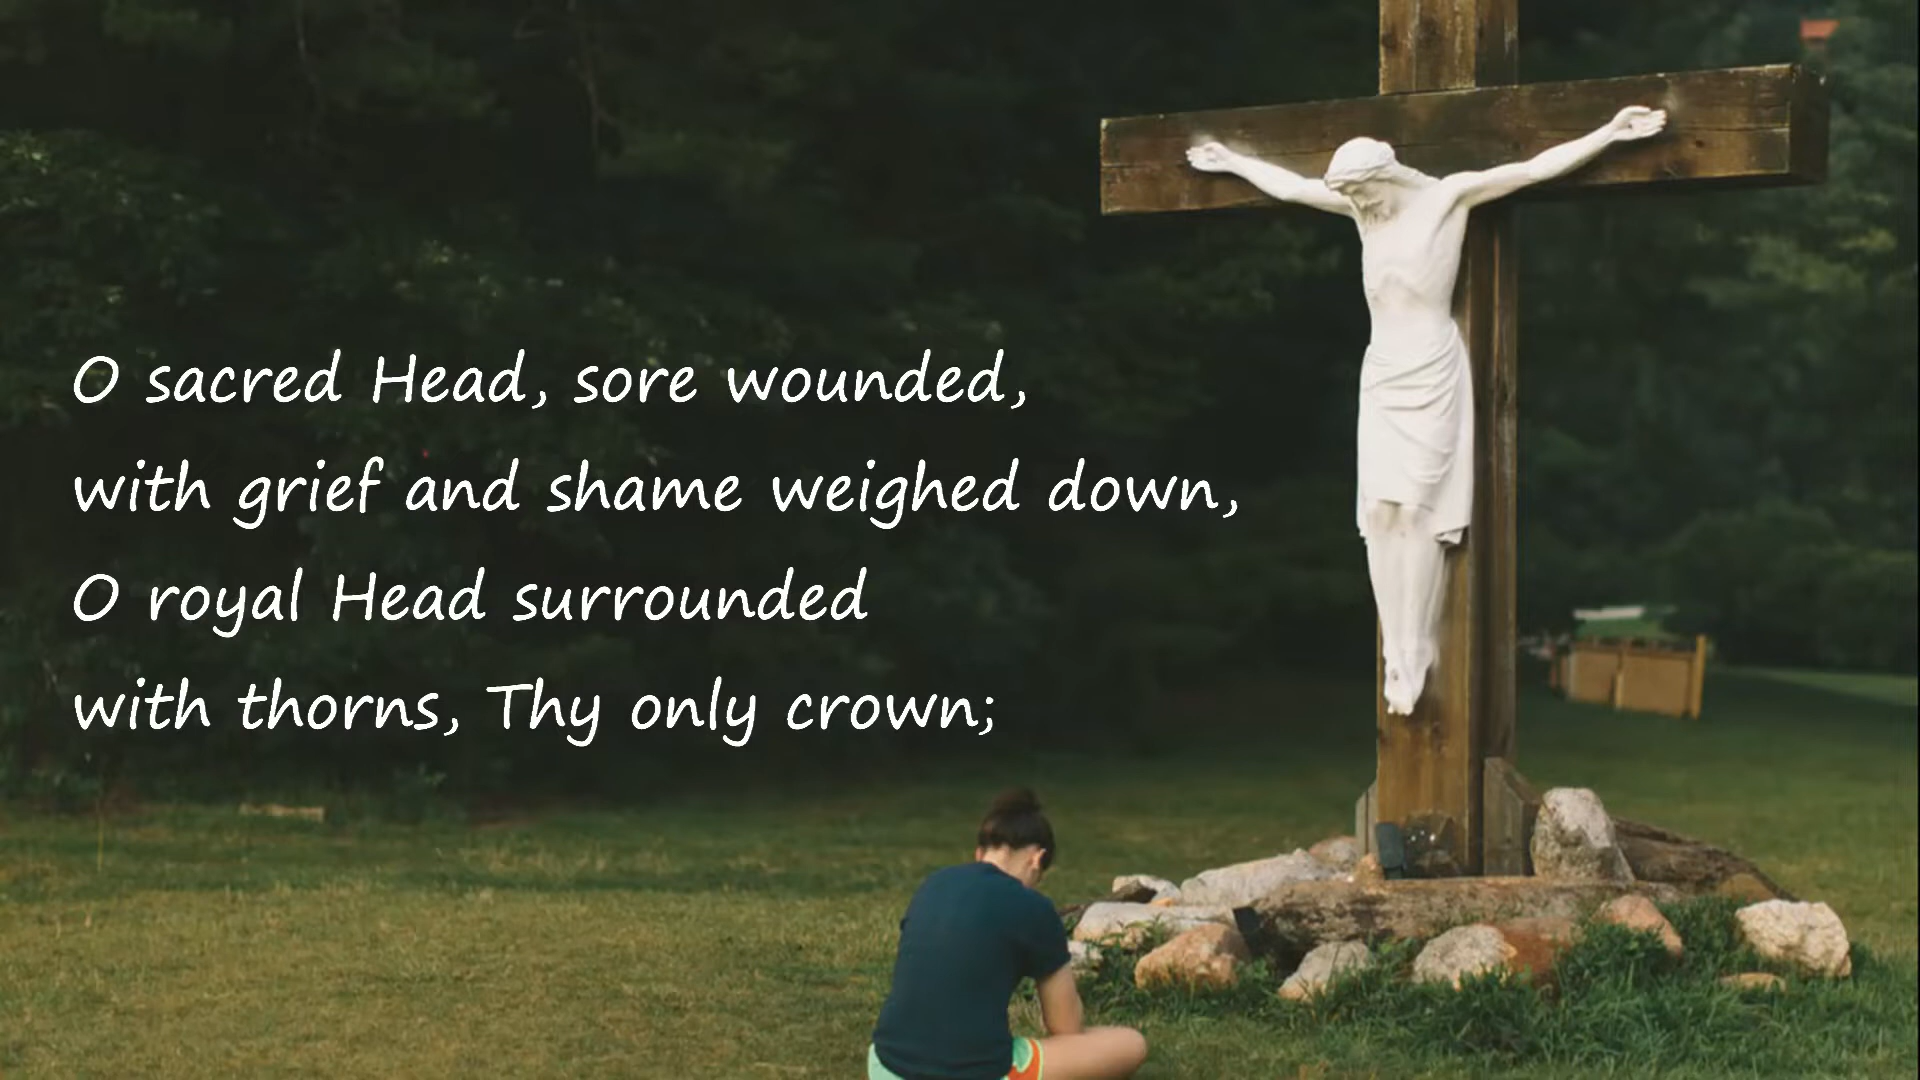 O sacred Head, sore wounded,
with grief and shame weighed down,
O royal Head surrounded
with thorns, Thy only crown;